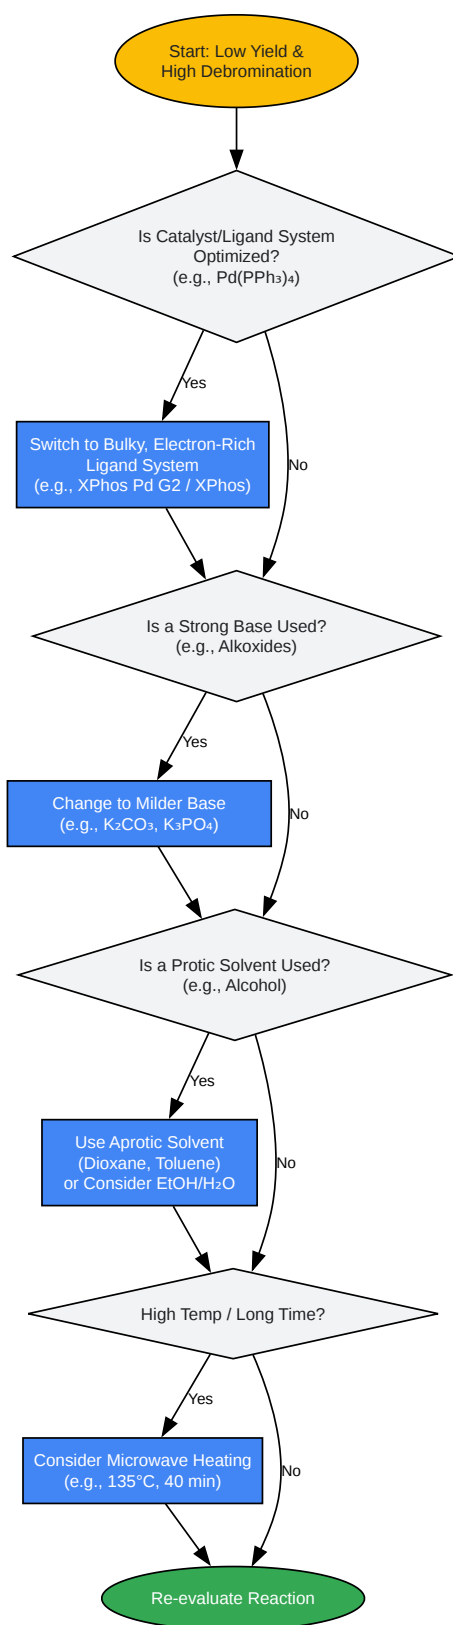 Start: Low Yield &
High Debromination
Is Catalyst/Ligand System
Optimized?
(e.g., Pd(PPh₃)₄)
Yes
No
Switch to Bulky, Electron-Rich
Ligand System
(e.g., XPhos Pd G2 / XPhos)
Is a Strong Base Used?
(e.g., Alkoxides)
Yes
No
Change to Milder Base
(e.g., K₂CO₃, K₃PO₄)
Is a Protic Solvent Used?
(e.g., Alcohol)
Yes
No
Use Aprotic Solvent
(Dioxane, Toluene)
or Consider EtOH/H₂O
High Temp / Long Time?
Yes
No
Consider Microwave Heating
(e.g., 135°C, 40 min)
Re-evaluate Reaction